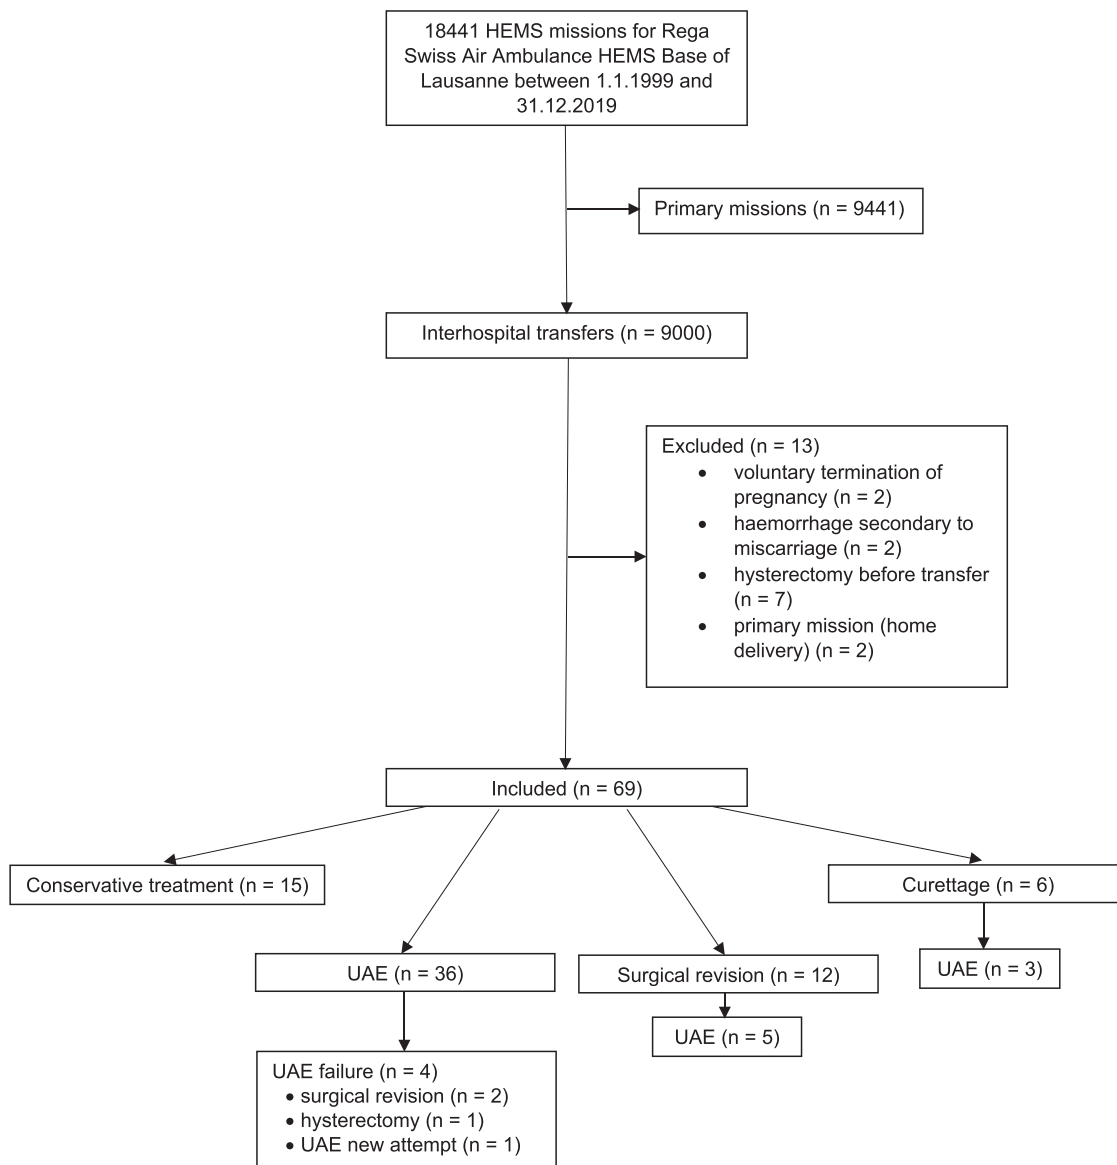 18441 HEMS missions for Rega
Swiss Air Ambulance HEMS Base of
Lausanne between 1.1.1999 and
31.12.2019
Primary missions (n = 9441)
Interhospital transfers (n = 9000)
Excluded (n = 13)
• voluntary termination of
pregnancy (n = 2)
• haemorrhage secondary to
miscarriage (n = 2)
• hysterectomy before transfer
(n = 7)
• primary mission (home
delivery) (n = 2)
Included (n = 69)
Conservative treatment (n = 15)
Curettage (n = 6)
UAE (n = 36)
Surgical revision (n = 12)
UAE (n = 3)
UAE (n = 5)
UAE failure (n = 4)
• surgical revision (n = 2)
• hysterectomy (n = 1)
• UAE new attempt (n = 1)